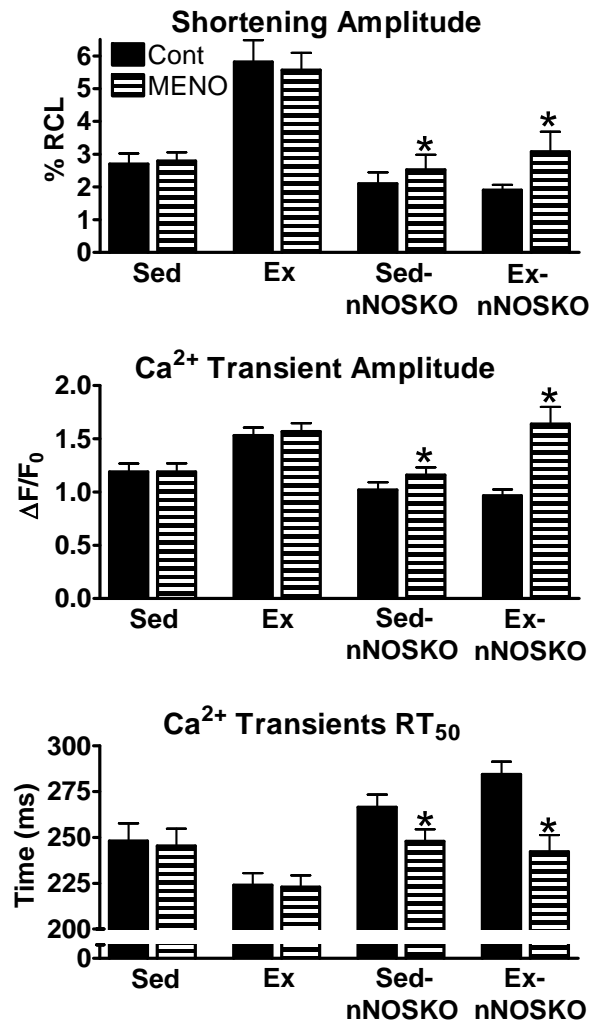 Shortening Amplitude
Cont
MENO
% RCL
6
5
4
3
2
1
0
*
*
Sed
Ex
Sed-
nNOSKO
Ex-
nNOSKO
Ca²⁺ Transient Amplitude
ΔF/F₀
2.0
1.5
1.0
0.5
0.0
*
*
Sed
Ex
Sed-
nNOSKO
Ex-
nNOSKO
Ca²⁺ Transients RT₅₀
Time (ms)
300
275
250
225
200
0
*
*
Sed
Ex
Sed-
nNOSKO
Ex-
nNOSKO